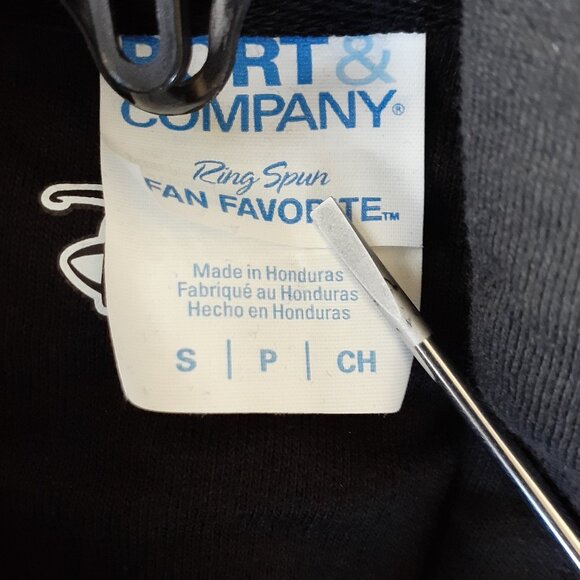 PORT &
COMPANY®
Ring Spun
FAN FAVORITE™
Made in Honduras
Fabriqué au Honduras
Hecho en Honduras
S | P | CH